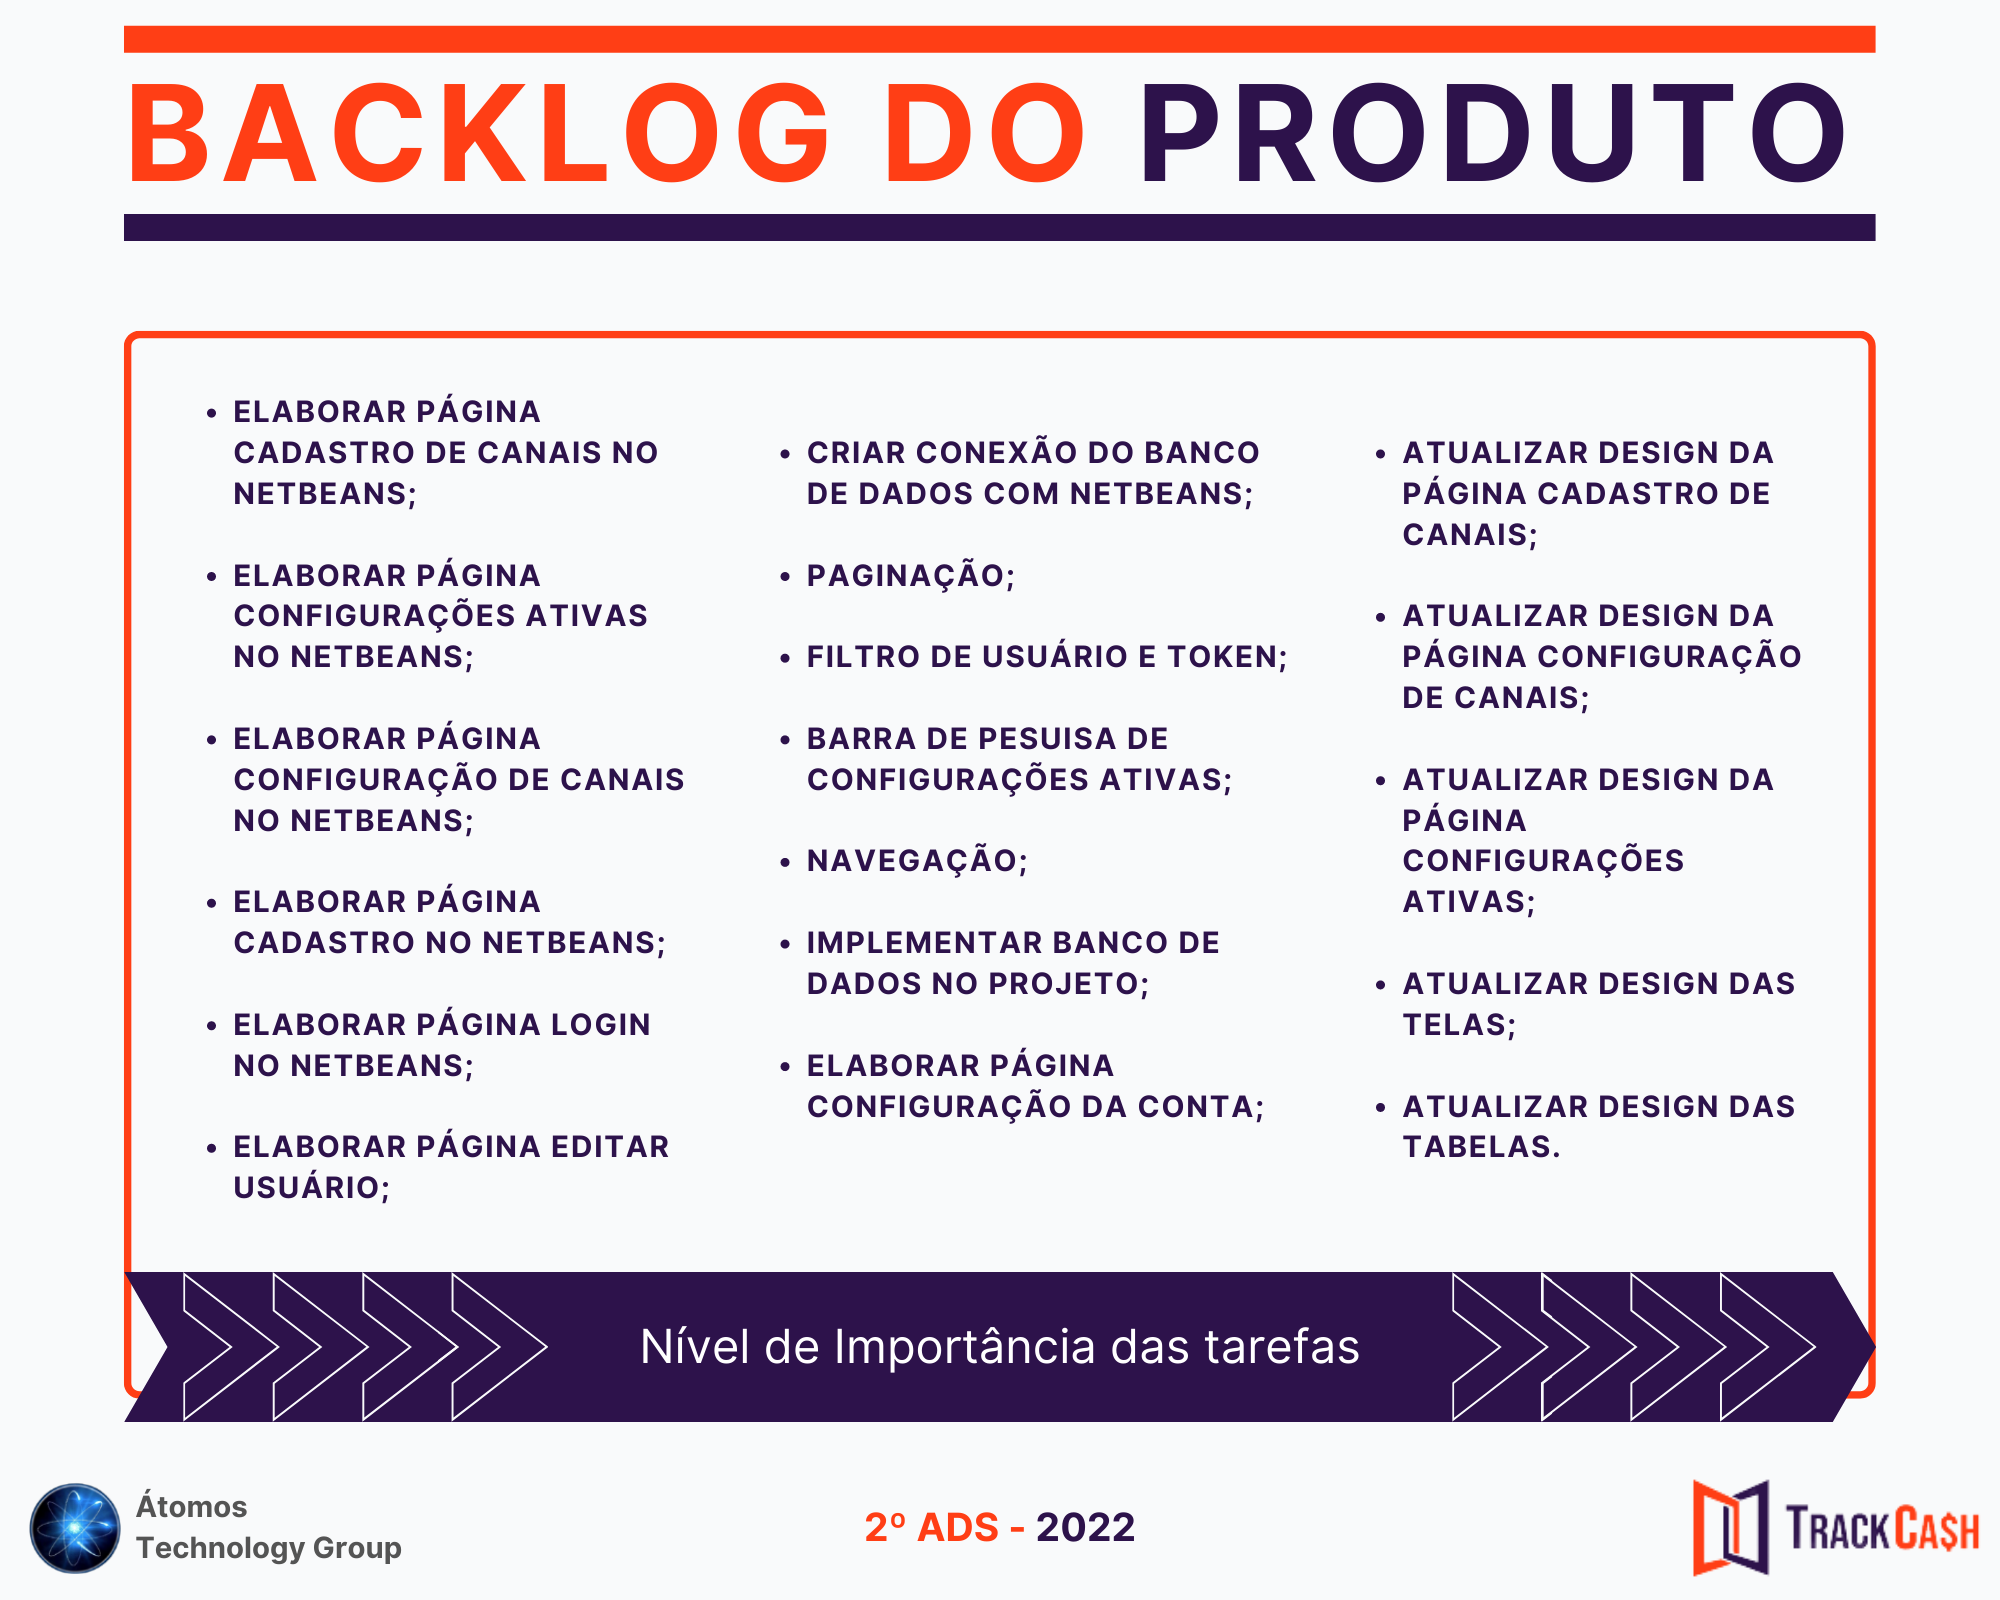 BACKLOG DO PRODUTO
• ELABORAR PÁGINA
CADASTRO DE CANAIS NO
NETBEANS;
• ELABORAR PÁGINA
CONFIGURAÇÕES ATIVAS
NO NETBEANS;
• ELABORAR PÁGINA
CONFIGURAÇÃO DE CANAIS
NO NETBEANS;
• ELABORAR PÁGINA
CADASTRO NO NETBEANS;
• ELABORAR PÁGINA LOGIN
NO NETBEANS;
• ELABORAR PÁGINA EDITAR
USUÁRIO;
• CRIAR CONEXÃO DO BANCO
DE DADOS COM NETBEANS;
• PAGINAÇÃO;
• FILTRO DE USUÁRIO E TOKEN;
• BARRA DE PESUISA DE
CONFIGURAÇÕES ATIVAS;
• NAVEGAÇÃO;
• IMPLEMENTAR BANCO DE
DADOS NO PROJETO;
• ELABORAR PÁGINA
CONFIGURAÇÃO DA CONTA;
• ATUALIZAR DESIGN DA
PÁGINA CADASTRO DE
CANAIS;
• ATUALIZAR DESIGN DA
PÁGINA CONFIGURAÇÃO
DE CANAIS;
• ATUALIZAR DESIGN DA
PÁGINA
CONFIGURAÇÕES
ATIVAS;
• ATUALIZAR DESIGN DAS
TELAS;
• ATUALIZAR DESIGN DAS
TABELAS.
Nível de Importância das tarefas
Átomos
Technology Group
2º ADS - 2022
TRACKCA$H